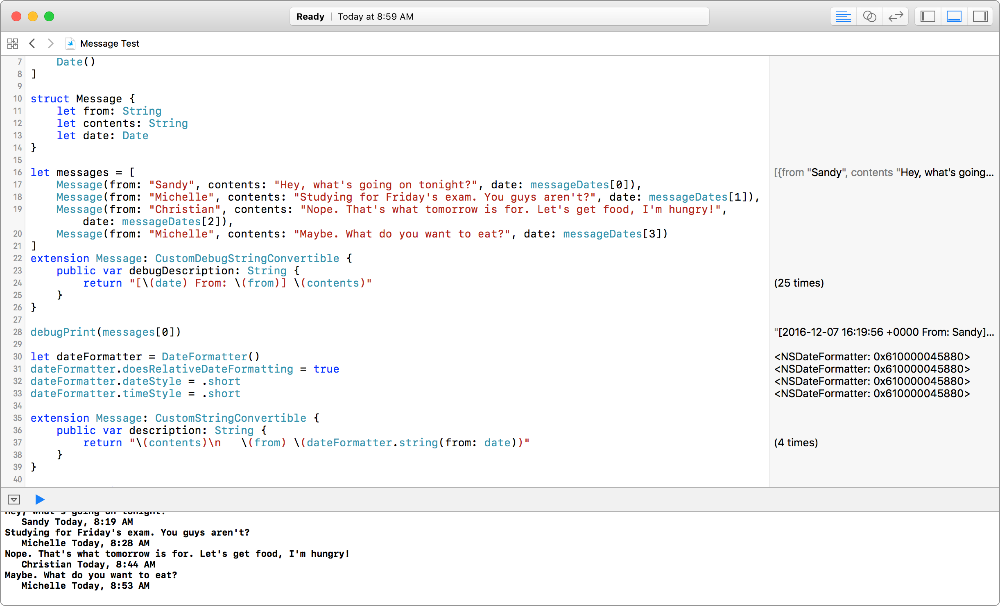 Ready | Today at 8:59 AM
Message Test
7     Date()
8 ]
9
10 struct Message {
11     let from: String
12     let contents: String
13     let date: Date
14 }
15
16 let messages = [    [{from "Sandy", contents "Hey, what's going...
17     Message(from: "Sandy", contents: "Hey, what's going on tonight?", date: messageDates[0]),
18     Message(from: "Michelle", contents: "Studying for Friday's exam. You guys aren't?", date: messageDates[1]),
19     Message(from: "Christian", contents: "Nope. That's what tomorrow is for. Let's get food, I'm hungry!",
        date: messageDates[2]),
20     Message(from: "Michelle", contents: "Maybe. What do you want to eat?", date: messageDates[3])
21 ]
22 extension Message: CustomDebugStringConvertible {
23     public var debugDescription: String {
24         return "[\(date) From: \(from)] \(contents)"    (25 times)
25     }
26 }
27
28 debugPrint(messages[0])    "[2016-12-07 16:19:56 +0000 From: Sandy]...
29
30 let dateFormatter = DateFormatter()    <NSDateFormatter: 0x610000045880>
31 dateFormatter.doesRelativeDateFormatting = true    <NSDateFormatter: 0x610000045880>
32 dateFormatter.dateStyle = .short    <NSDateFormatter: 0x610000045880>
33 dateFormatter.timeStyle = .short    <NSDateFormatter: 0x610000045880>
34
35 extension Message: CustomStringConvertible {
36     public var description: String {
37         return "\(contents)\n   \(from) \(dateFormatter.string(from: date))"    (4 times)
38     }
39 }
40
Hey, what's going on tonight?
   Sandy Today, 8:19 AM
Studying for Friday's exam. You guys aren't?
   Michelle Today, 8:28 AM
Nope. That's what tomorrow is for. Let's get food, I'm hungry!
   Christian Today, 8:44 AM
Maybe. What do you want to eat?
   Michelle Today, 8:53 AM